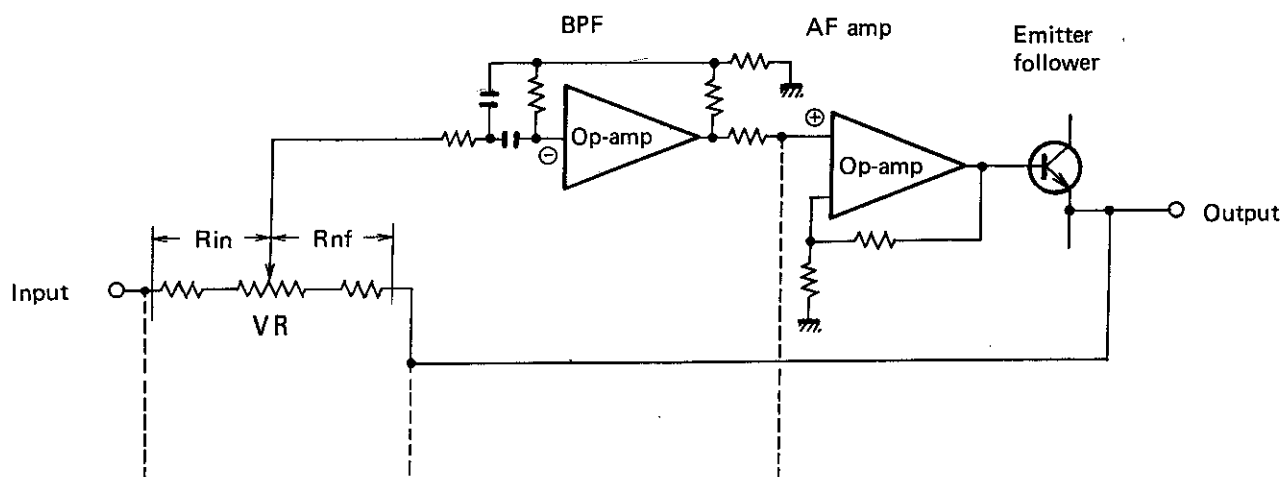 BPF
AF amp
Emitter
follower
Op-amp
⊖
⊕
Op-amp
Output
Rin
Rnf
Input
VR